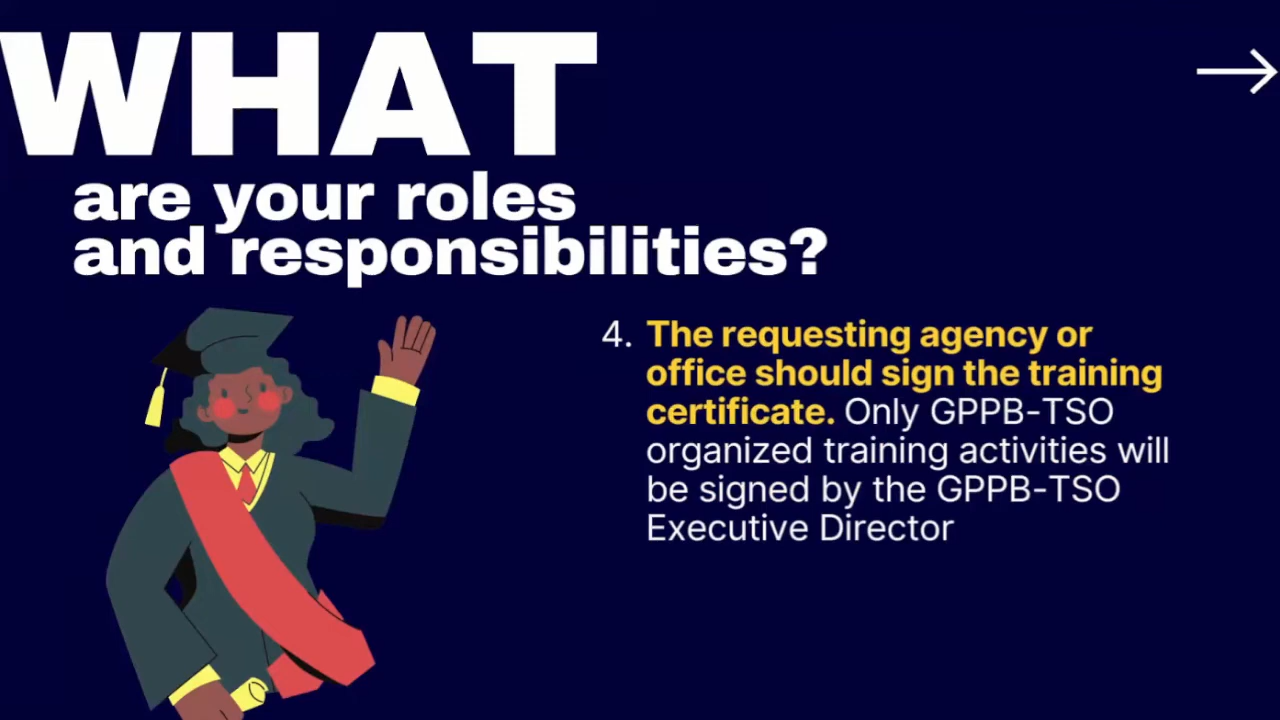 WHAT
are your roles
and responsibilities?
4. The requesting agency or
office should sign the training
certificate. Only GPPB-TSO
organized training activities will
be signed by the GPPB-TSO
Executive Director